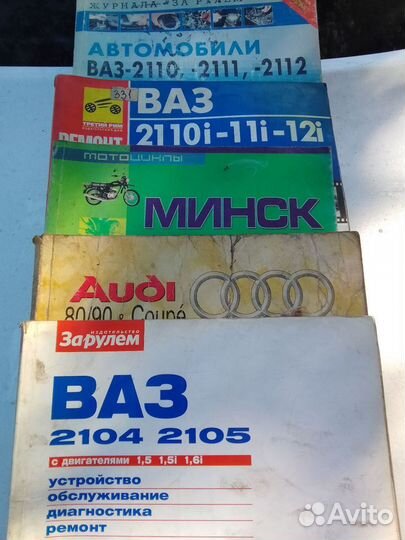 ЖУРНАЛА «ЗА РУЛЕМ»
АВТОМОБИЛИ
ВАЗ-2110, -2111, -2112
331
ВАЗ
ТРЕТИЙ РИМ
2110i-11i-12i
РЕМОНТ
МОТОЦИКЛЫ
МИНСК
Audi
80/90 & Coupé
издательство
За рулем
ВАЗ
2104 2105
с двигателями 1,5 1,5i 1,6i
устройство
обслуживание
диагностика
ремонт
Avito